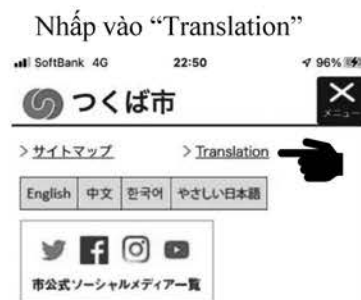 Nhấp vào “Translation”
SoftBank 4G 22:50 96%
つくば市
メニュー
> サイトマップ > Translation
English 中文 한국어 やさしい日本語
市公式ソーシャルメディア一覧